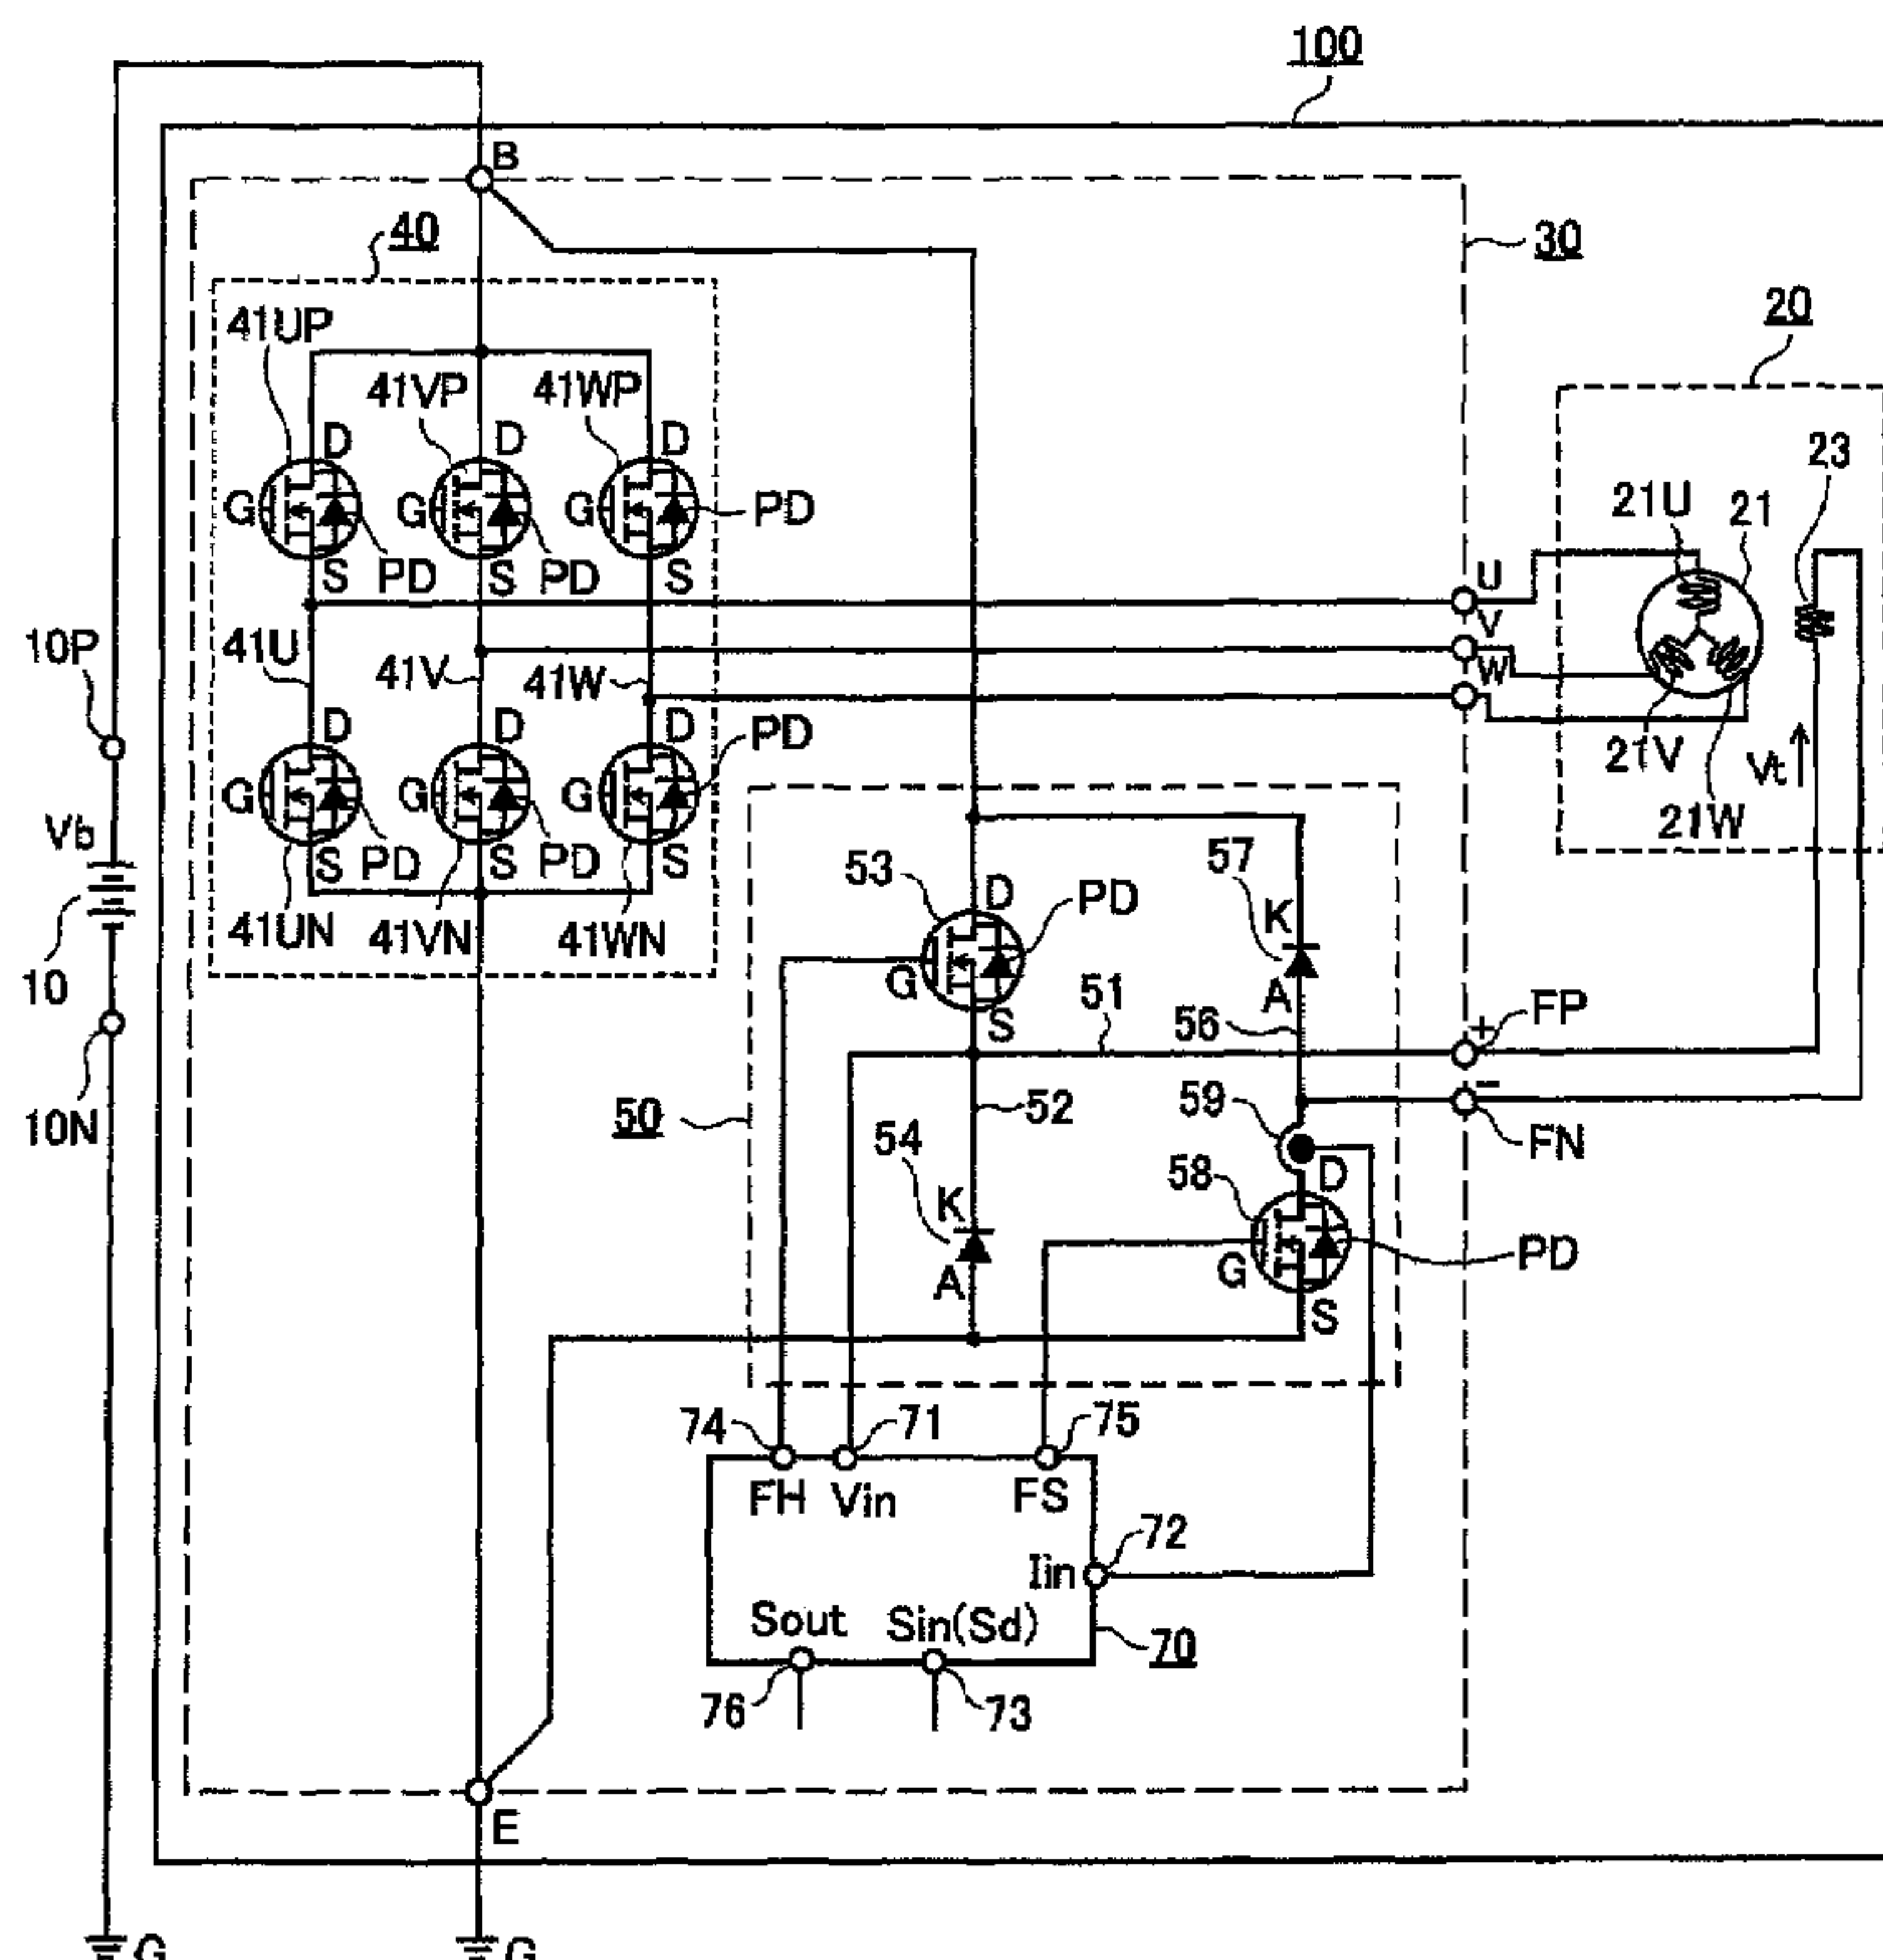 100
B
40
30
41UP
20
41VP
41WP
D
D
D
23
G
G
G
PD
21U
21
S
PD
S
PD
S
U
V
W
10P
41U
41V
41W
D
D
D
PD
21V
Vt
21W
G
G
G
Vb
S
PD
S
PD
S
53
57
D
PD
K
41UN
41VN
41WN
10
G
A
51
S
56
+
FP
-
10N
50
52
59
FN
54
58
D
K
PD
A
G
S
74
71
75
FH
Vin
FS
72
Iin
Sout
Sin(Sd)
70
76
73
E
G
G